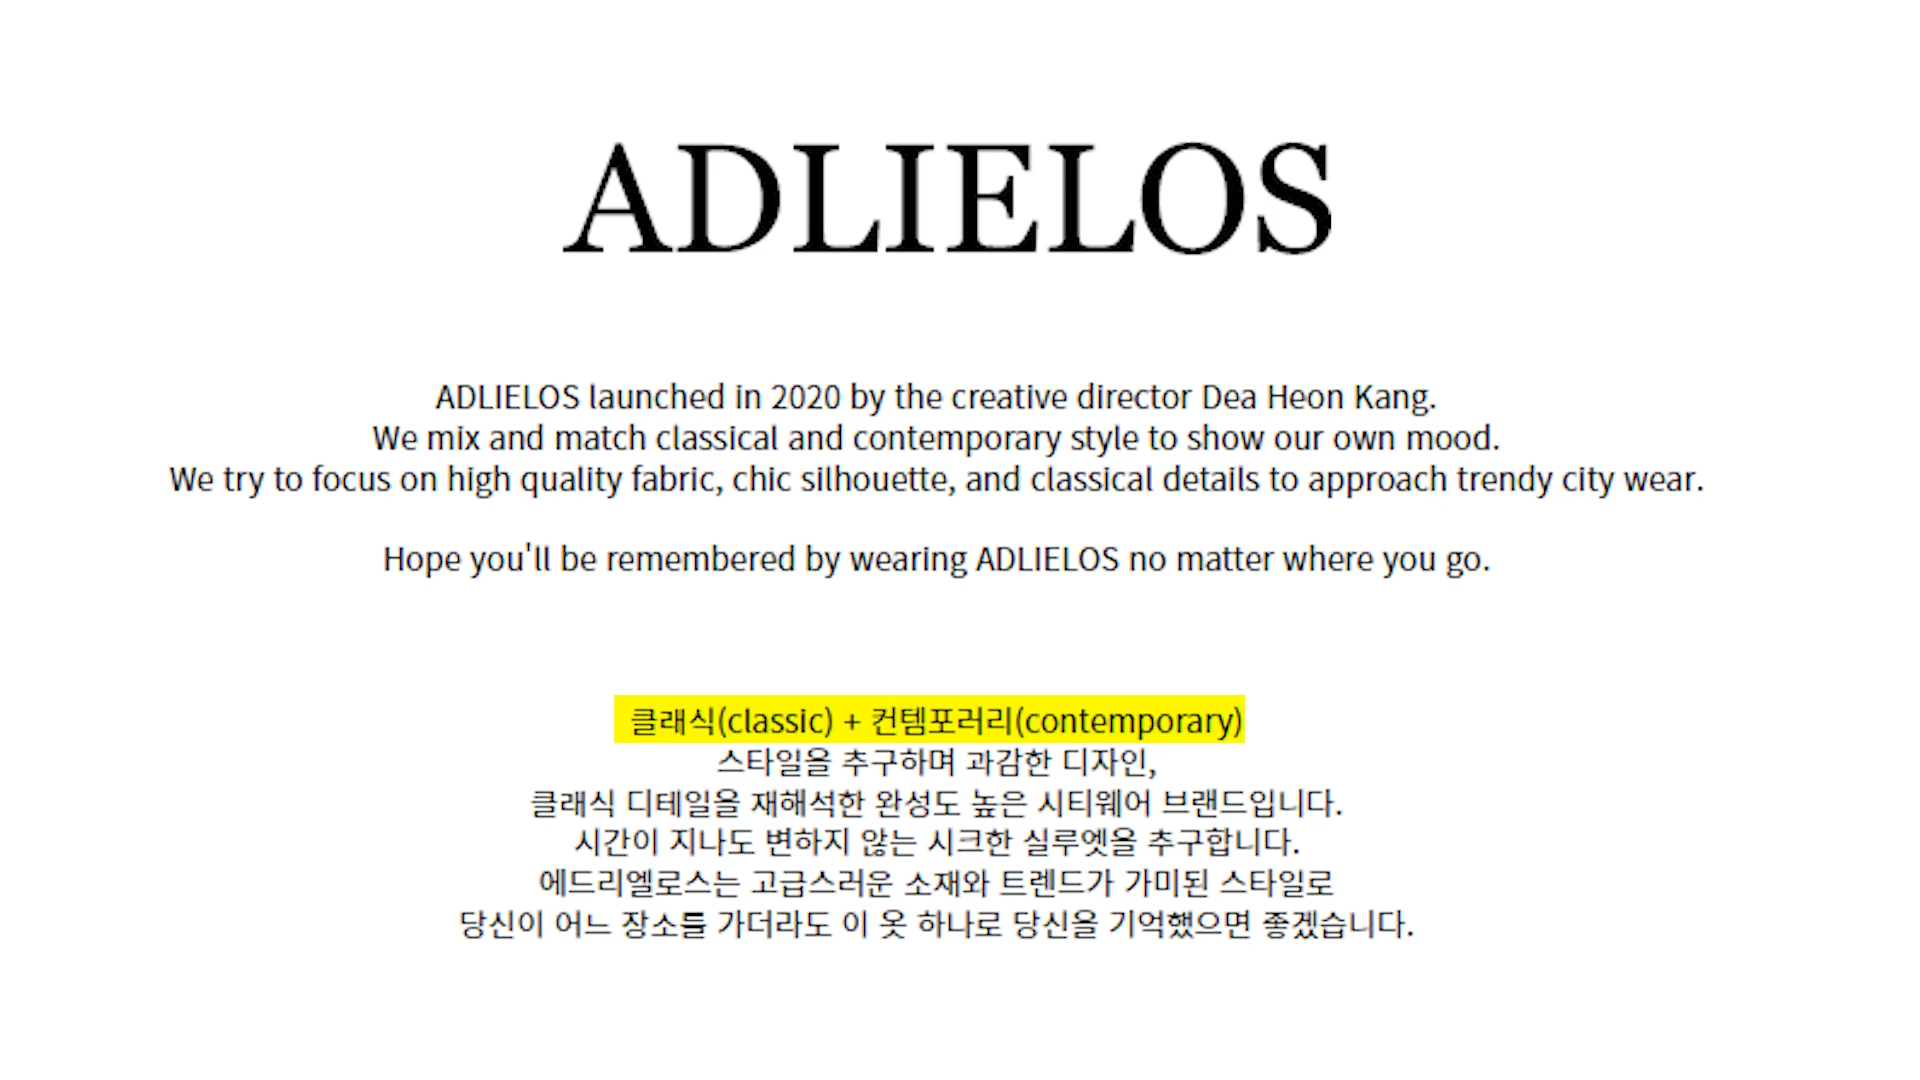 ADLIELOS
ADLIELOS launched in 2020 by the creative director Dea Heon Kang.
We mix and match classical and contemporary style to show our own mood.
We try to focus on high quality fabric, chic silhouette, and classical details to approach trendy city wear.
Hope you'll be remembered by wearing ADLIELOS no matter where you go.
클래식(classic) + 컨템포러리(contemporary)
스타일을 추구하며 과감한 디자인,
클래식 디테일을 재해석한 완성도 높은 시티웨어 브랜드입니다.
시간이 지나도 변하지 않는 시크한 실루엣을 추구합니다.
에드리엘로스는 고급스러운 소재와 트렌드가 가미된 스타일로
당신이 어느 장소를 가더라도 이 옷 하나로 당신을 기억했으면 좋겠습니다.